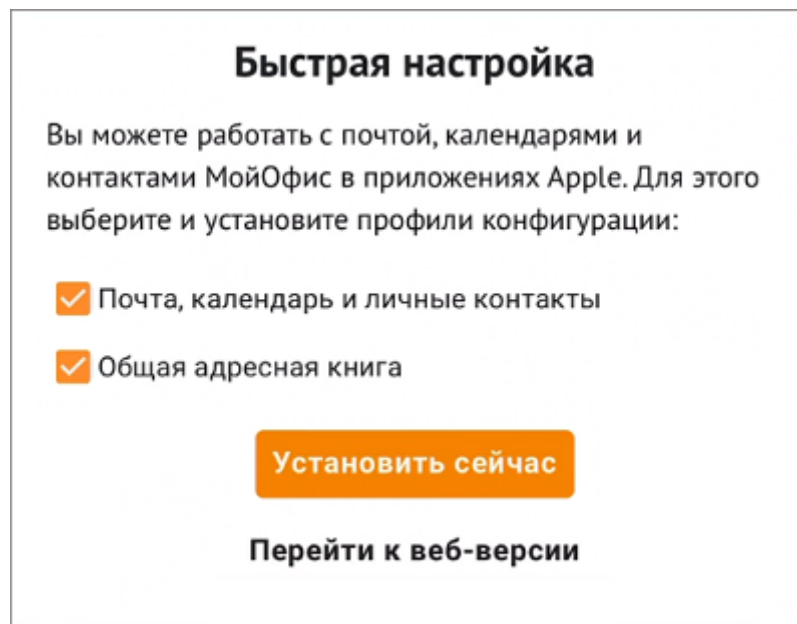 Быстрая настройка
Вы можете работать с почтой, календарями и
контактами МойОфис в приложениях Apple. Для этого
выберите и установите профили конфигурации:
Почта, календарь и личные контакты
Общая адресная книга
Установить сейчас
Перейти к веб-версии